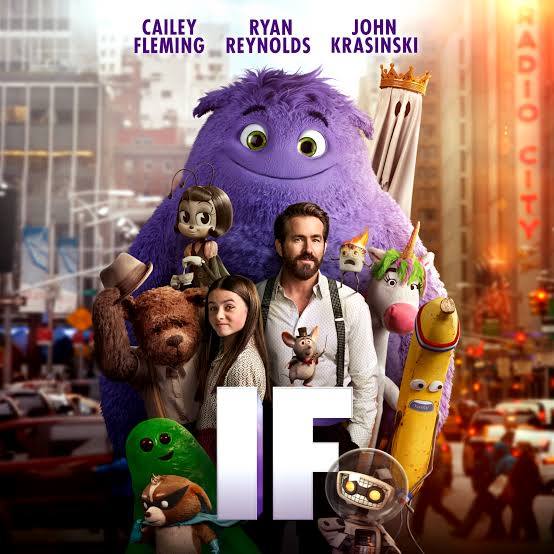 CAILEY RYAN JOHN
FLEMING REYNOLDS KRASINSKI
RADIO CITY
IF